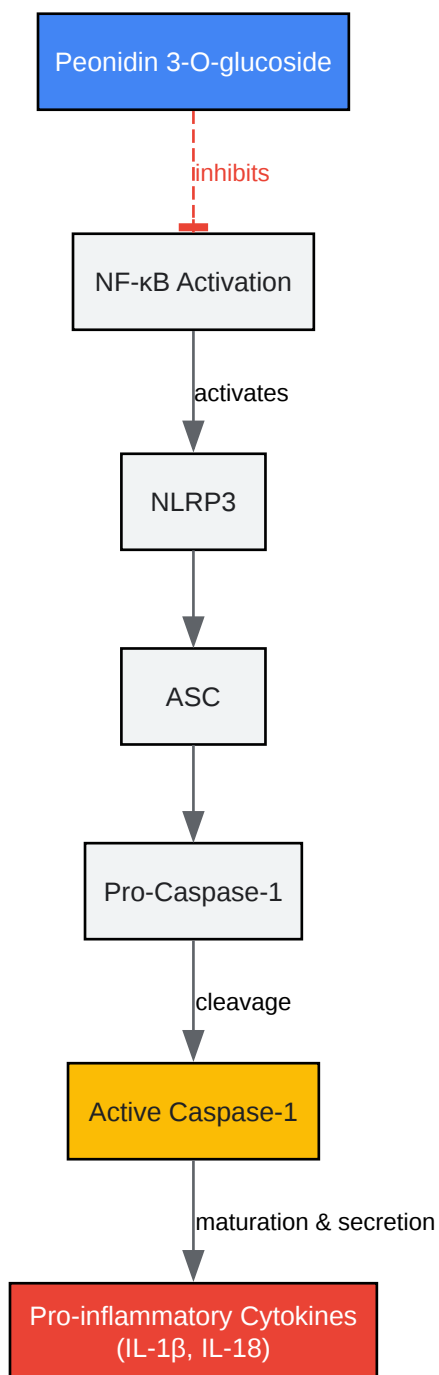 Peonidin 3-O-glucoside
inhibits
NF-κB Activation
activates
NLRP3
ASC
Pro-Caspase-1
cleavage
Active Caspase-1
maturation & secretion
Pro-inflammatory Cytokines
(IL-1β, IL-18)